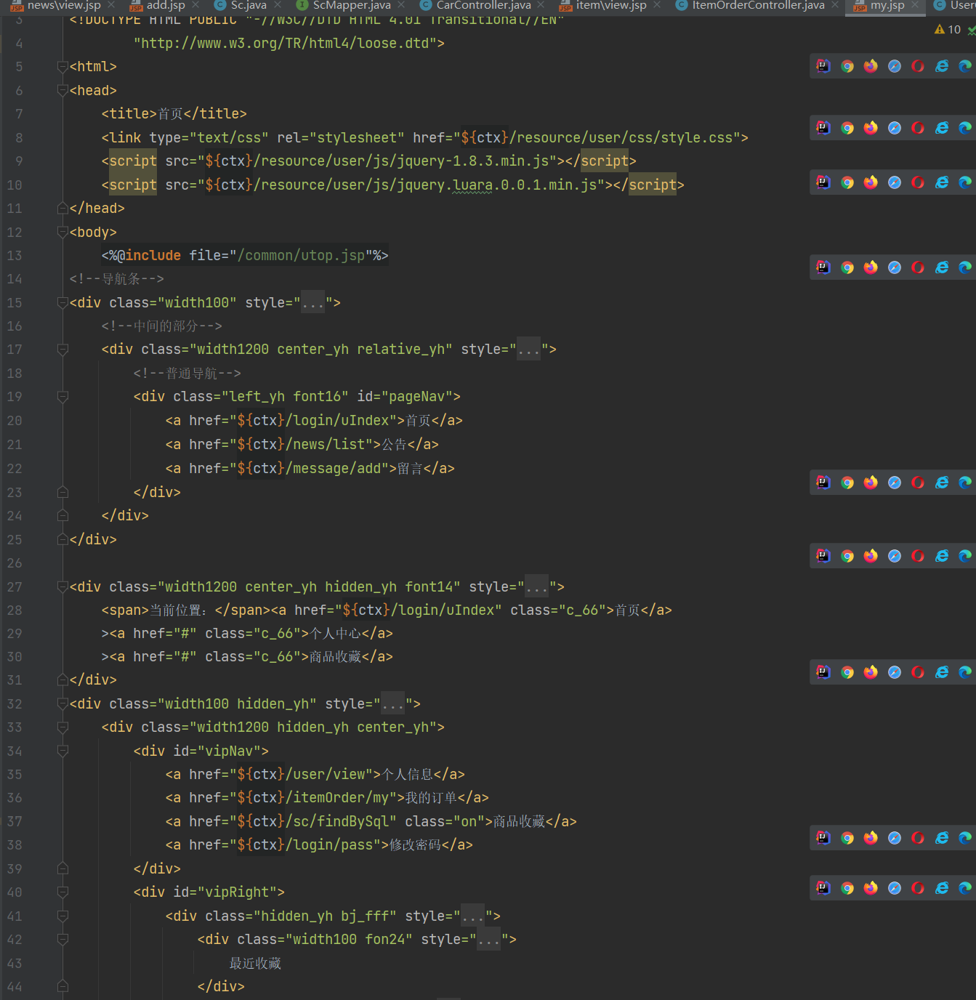 news\view.jsp add.jsp Sc.java ScMapper.java CarController.java item\view.jsp ItemOrderController.java my.jsp User
3 <!DOCTYPE HTML PUBLIC "-//W3C//DTD HTML 4.01 Transitional//EN"
10
4 "http://www.w3.org/TR/html4/loose.dtd">
5 <html>
6 <head>
7 <title>首页</title>
8 <link type="text/css" rel="stylesheet" href="${ctx}/resource/user/css/style.css">
9 <script src="${ctx}/resource/user/js/jquery-1.8.3.min.js"></script>
10 <script src="${ctx}/resource/user/js/jquery.luara.0.0.1.min.js"></script>
11 </head>
12 <body>
13 <%@include file="/common/utop.jsp"%>
14 <!--导航条-->
15 <div class="width100" style="...">
16 <!--中间的部分-->
17 <div class="width1200 center_yh relative_yh" style="...">
18 <!--普通导航-->
19 <div class="left_yh font16" id="pageNav">
20 <a href="${ctx}/login/uIndex">首页</a>
21 <a href="${ctx}/news/list">公告</a>
22 <a href="${ctx}/message/add">留言</a>
23 </div>
24 </div>
25 </div>
26
27 <div class="width1200 center_yh hidden_yh font14" style="...">
28 <span>当前位置：</span><a href="${ctx}/login/uIndex" class="c_66">首页</a>
29 ><a href="#" class="c_66">个人中心</a>
30 ><a href="#" class="c_66">商品收藏</a>
31 </div>
32 <div class="width100 hidden_yh" style="...">
33 <div class="width1200 hidden_yh center_yh">
34 <div id="vipNav">
35 <a href="${ctx}/user/view">个人信息</a>
36 <a href="${ctx}/itemOrder/my">我的订单</a>
37 <a href="${ctx}/sc/findBySql" class="on">商品收藏</a>
38 <a href="${ctx}/login/pass">修改密码</a>
39 </div>
40 <div id="vipRight">
41 <div class="hidden_yh bj_fff" style="...">
42 <div class="width100 fon24" style="...">
43 最近收藏
44 </div>